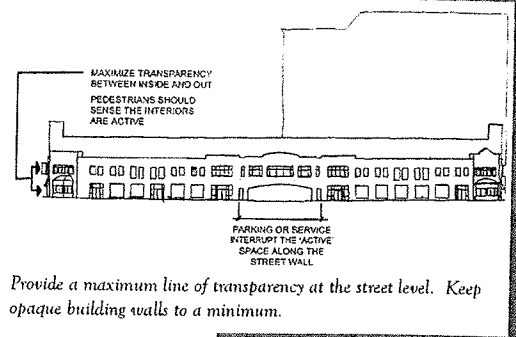 MAXIMIZE TRANSPARENCY
BETWEEN INSIDE AND OUT
PEDESTRIANS SHOULD
SENSE THE INTERIORS
ARE ACTIVE
PARKING OR SERVICE
INTERRUPT THE 'ACTIVE'
SPACE ALONG THE
STREET WALL
Provide a maximum line of transparency at the street level. Keep
opaque building walls to a minimum.